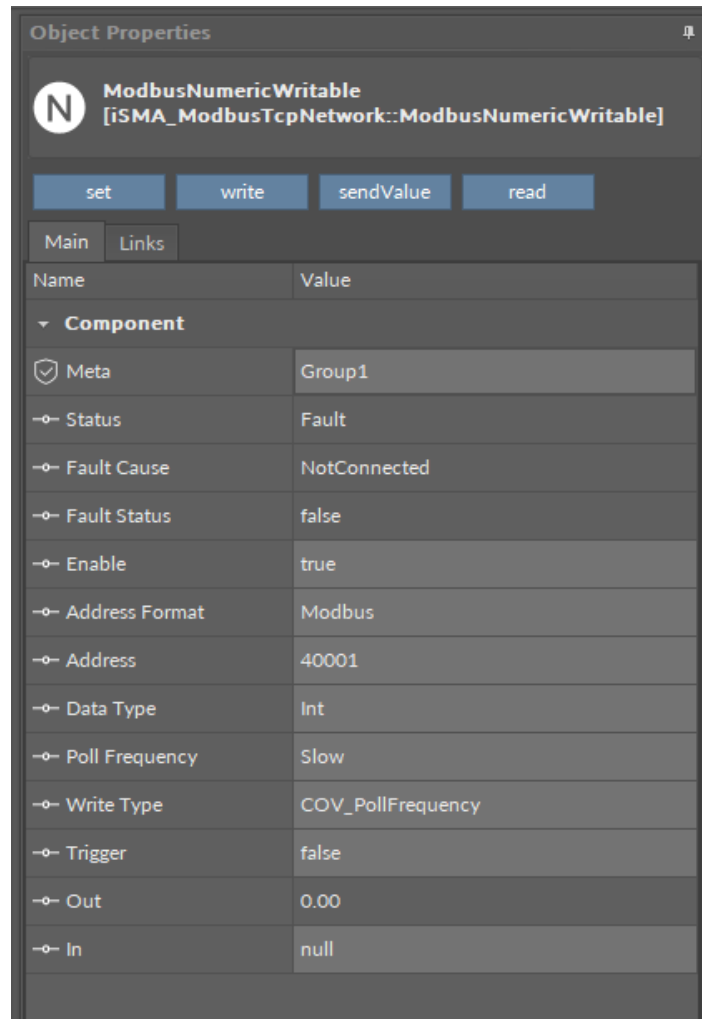 Object Properties
N
ModbusNumericWritable
[iSMA_ModbusTcpNetwork::ModbusNumericWritable]
set write sendValue read
Main Links
Name Value
Component
Meta Group1
Status Fault
Fault Cause NotConnected
Fault Status false
Enable true
Address Format Modbus
Address 40001
Data Type Int
Poll Frequency Slow
Write Type COV_PollFrequency
Trigger false
Out 0.00
In null